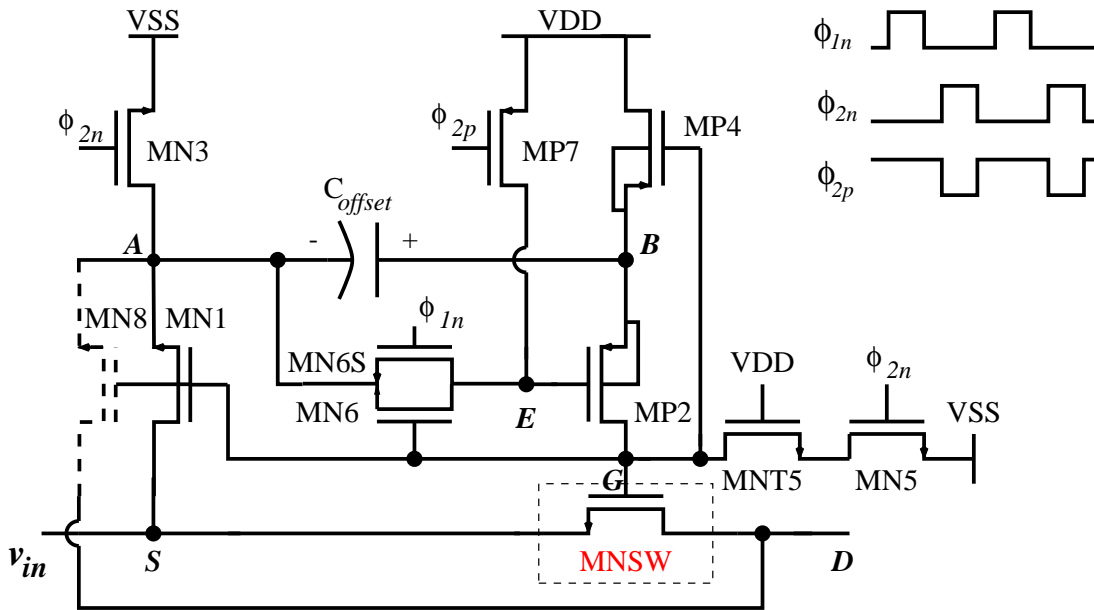 VSS
VDD
ϕ1n
ϕ2n
MN3
ϕ2p
MP7
MP4
ϕ2n
ϕ2p
Coffset
A
-
+
B
MN8
MN1
ϕ1n
MN6S
MN6
E
MP2
VDD
ϕ2n
VSS
MNT5
MN5
G
vin
S
MNSW
D